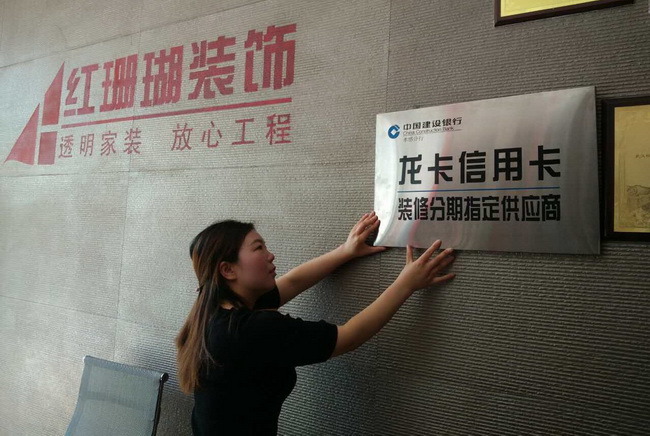 红珊瑚装饰
透明家装 放心工程
中国建设银行
China Construction Bank
龙卡信用卡
装修分期指定供应商